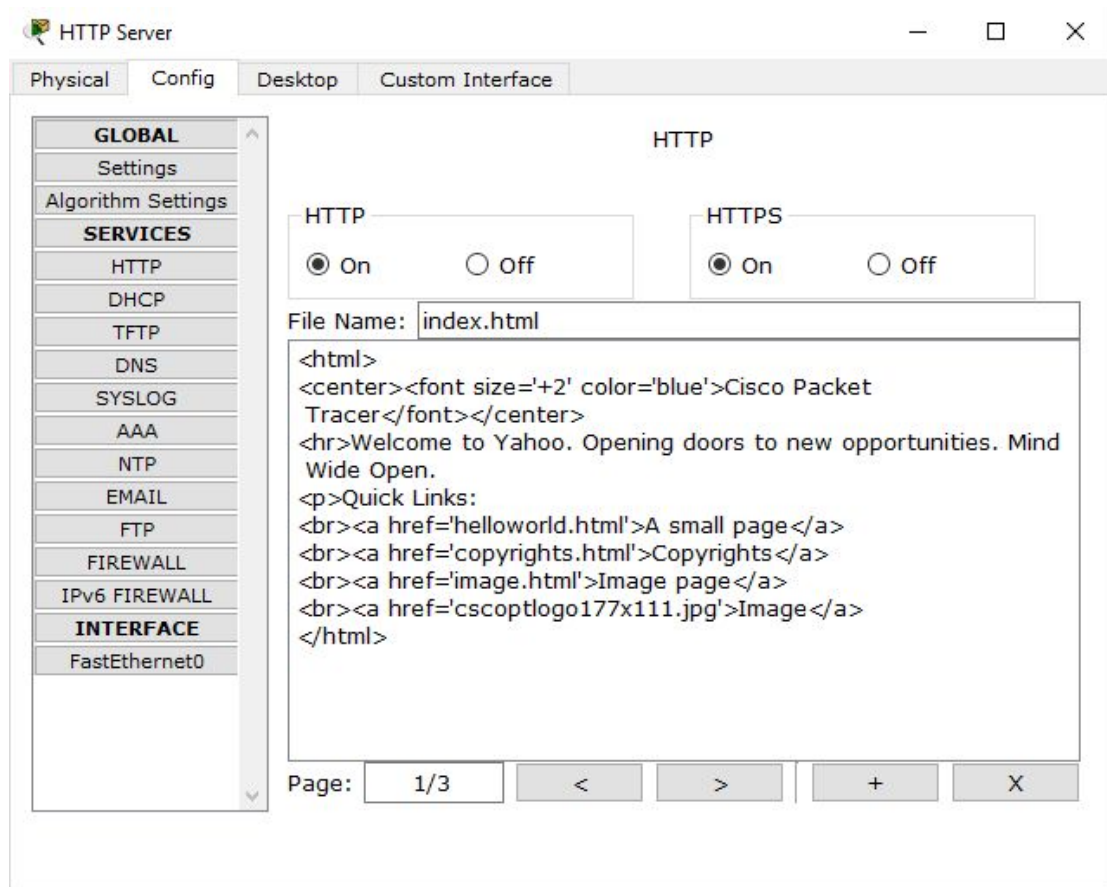 HTTP Server
Physical Config Desktop Custom Interface
GLOBAL
Settings
Algorithm Settings
SERVICES
HTTP
DHCP
TFTP
DNS
SYSLOG
AAA
NTP
EMAIL
FTP
FIREWALL
IPv6 FIREWALL
INTERFACE
FastEthernet0
HTTP
HTTP
On Off
HTTPS
On Off
File Name: index.html
<html>
<center><font size='+2' color='blue'>Cisco Packet
Tracer</font></center>
<hr>Welcome to Yahoo. Opening doors to new opportunities. Mind
Wide Open.
<p>Quick Links:
<br><a href='helloworld.html'>A small page</a>
<br><a href='copyrights.html'>Copyrights</a>
<br><a href='image.html'>Image page</a>
<br><a href='cscoptlogo177x111.jpg'>Image</a>
</html>
Page: 1/3 < > + X